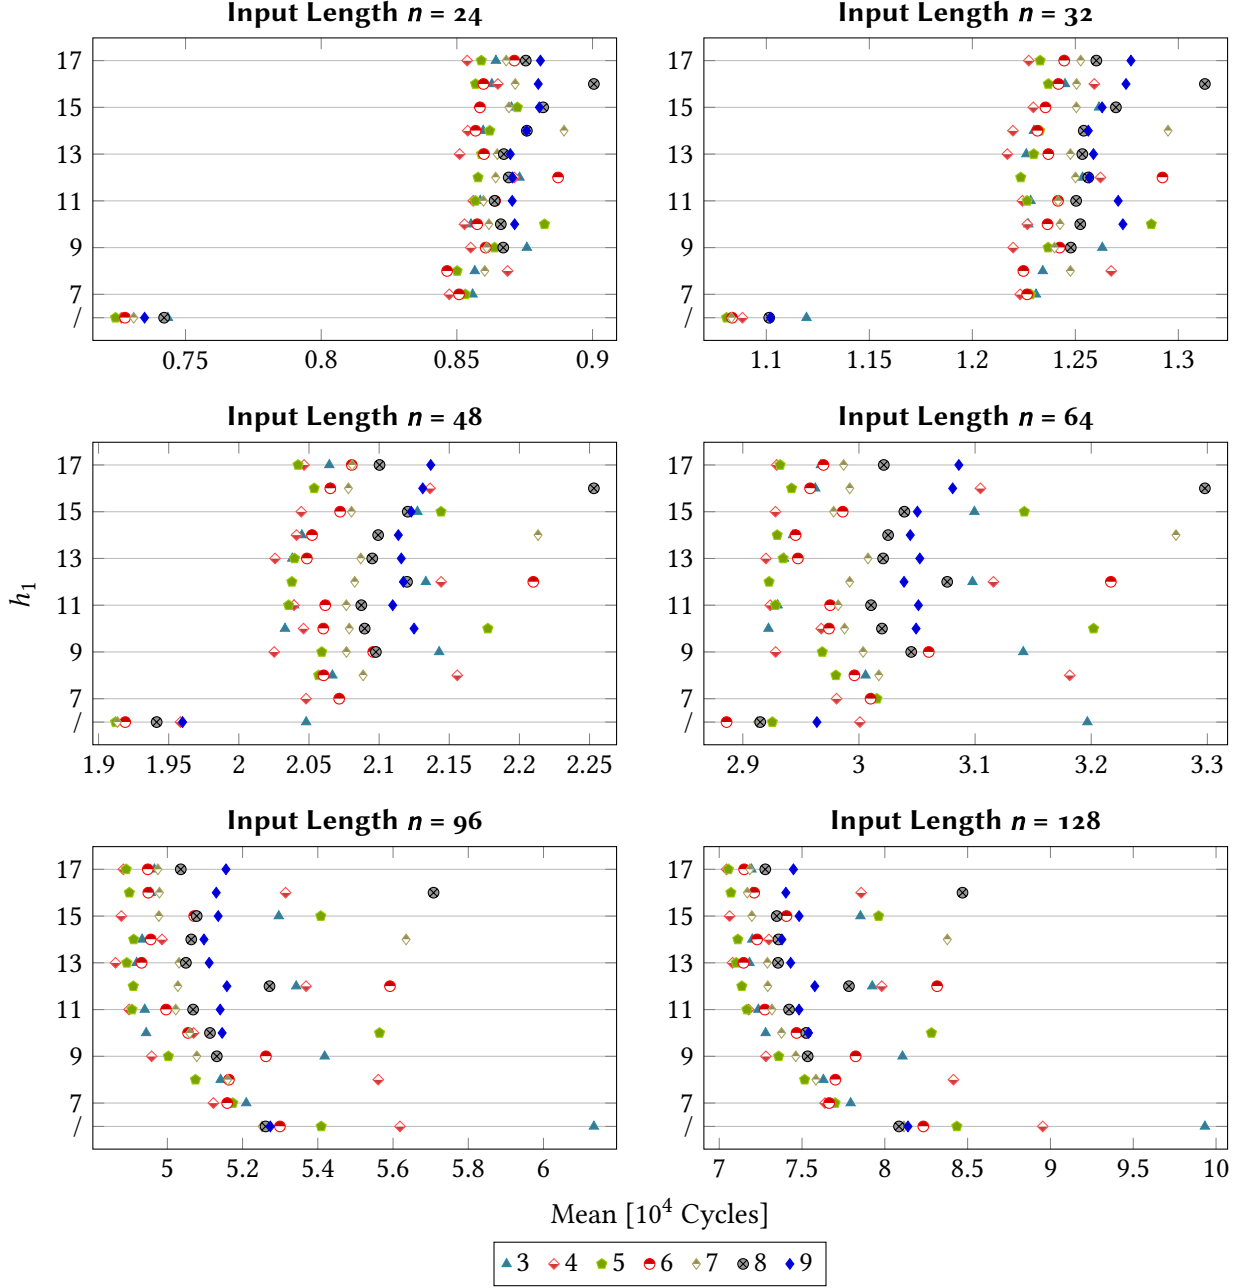 Input Length n = 24
Input Length n = 32
17
15
13
11
9
7
/
0.75 0.8 0.85 0.9
17
15
13
11
9
7
/
1.1 1.15 1.2 1.25 1.3
Input Length n = 48
Input Length n = 64
h1
17
15
13
11
9
7
/
1.9 1.95 2 2.05 2.1 2.15 2.2 2.25
17
15
13
11
9
7
/
2.9 3 3.1 3.2 3.3
Input Length n = 96
Input Length n = 128
17
15
13
11
9
7
/
5 5.2 5.4 5.6 5.8 6
17
15
13
11
9
7
/
7 7.5 8 8.5 9 9.5 10
Mean [10⁴ Cycles]
3 4 5 6 7 8 9